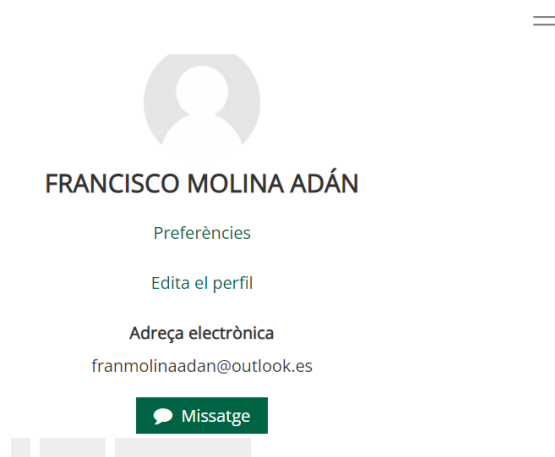 FRANCISCO MOLINA ADÁN
Preferències
Edita el perfil
Adreça electrònica
franmolinaadan@outlook.es
Missatge